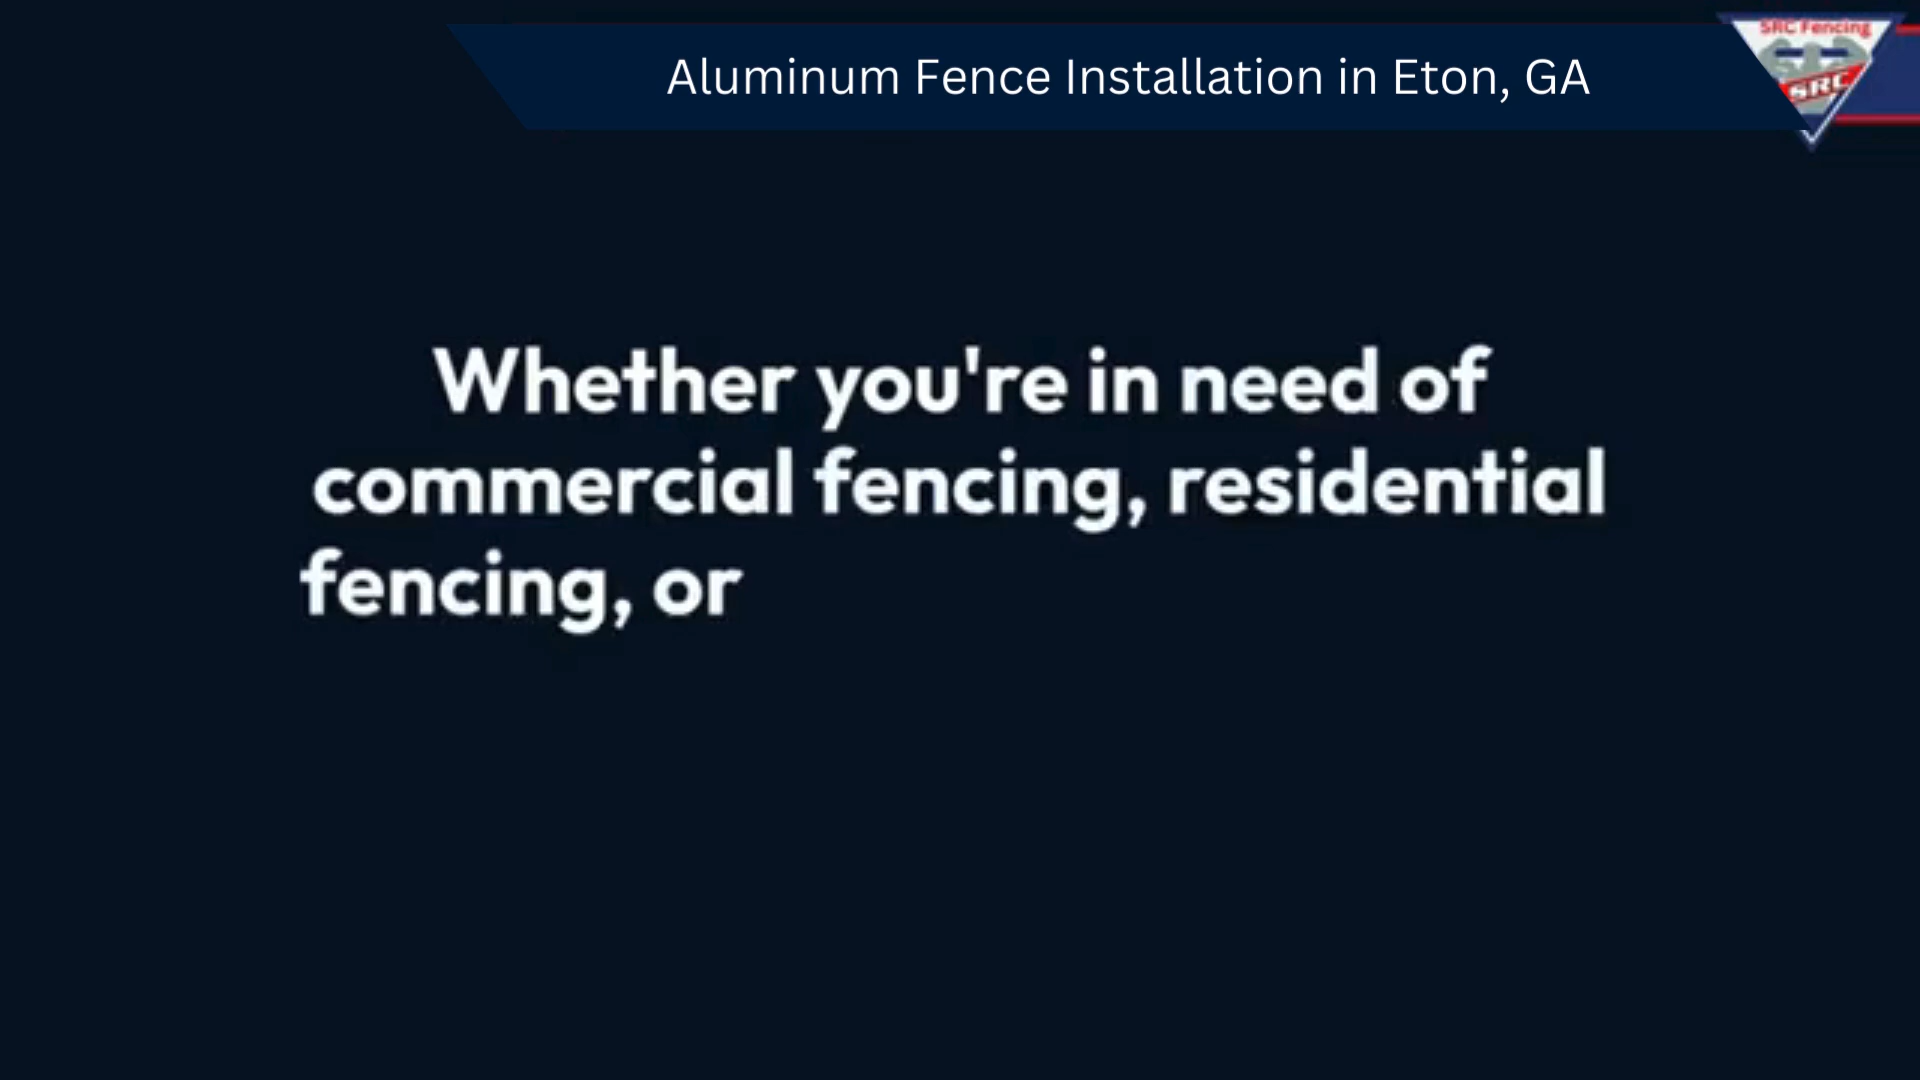 Aluminum Fence Installation in Eton, GA
SRC Fencing
SRC
Whether you're in need of
commercial fencing, residential
fencing, or